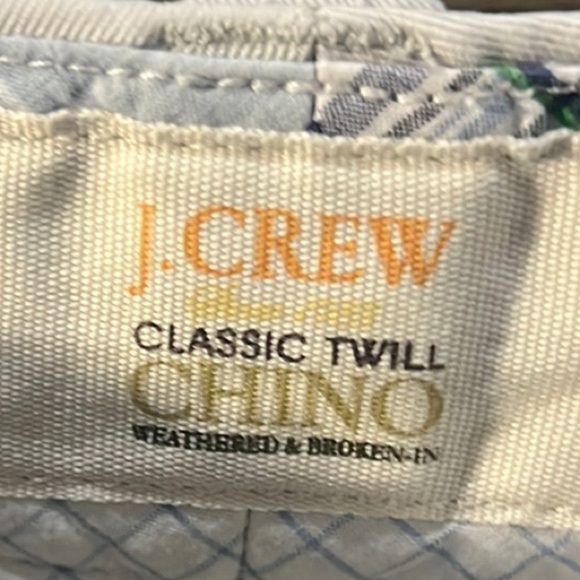 J.CREW
CLASSIC TWILL
CHINO
WEATHERED & BROKEN-IN